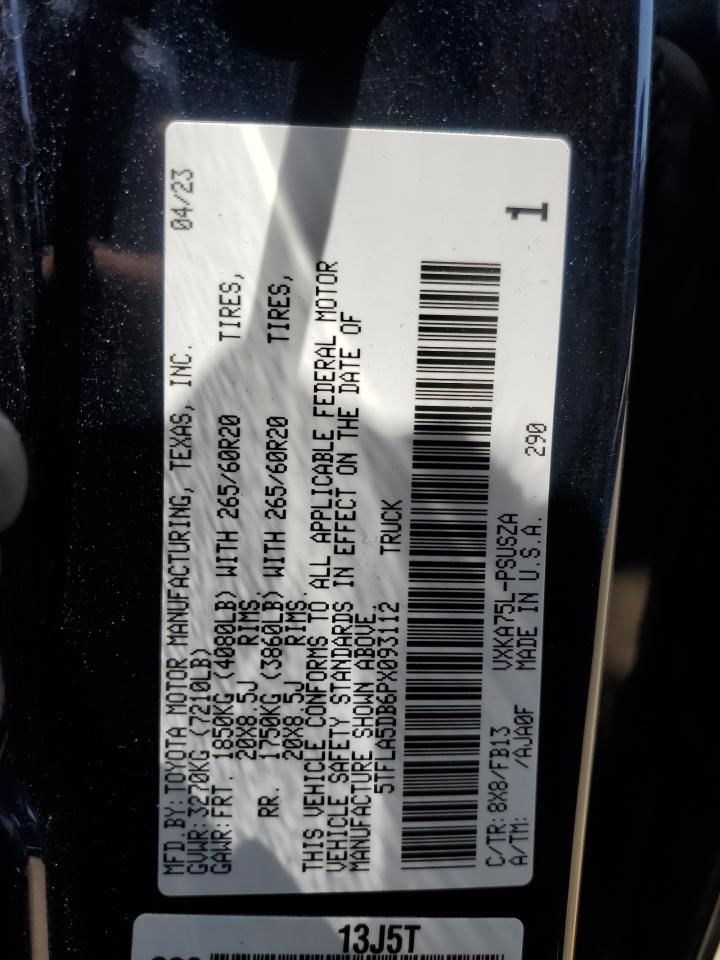 MFD.BY:TOYOTA MOTOR MANUFACTURING, TEXAS, INC. 04/23
GVWR:3270KG (7210LB)
GAWR:FRT. 1850KG (4080LB) WITH 265/60R20 TIRES,
20X8.5J RIMS.
RR. 1750KG (3860LB) WITH 265/60R20 TIRES,
20X8.5J RIMS.
THIS VEHICLE CONFORMS TO ALL APPLICABLE FEDERAL MOTOR
VEHICLE SAFETY STANDARDS IN EFFECT ON THE DATE OF
MANUFACTURE SHOWN ABOVE.
5TFLA5DB6PX093112 TRUCK
C/TR:8X8/FB13 VXKA75L-PSUSZA
A/TM: /AJA0F MADE IN U.S.A. 290 1
13J5T